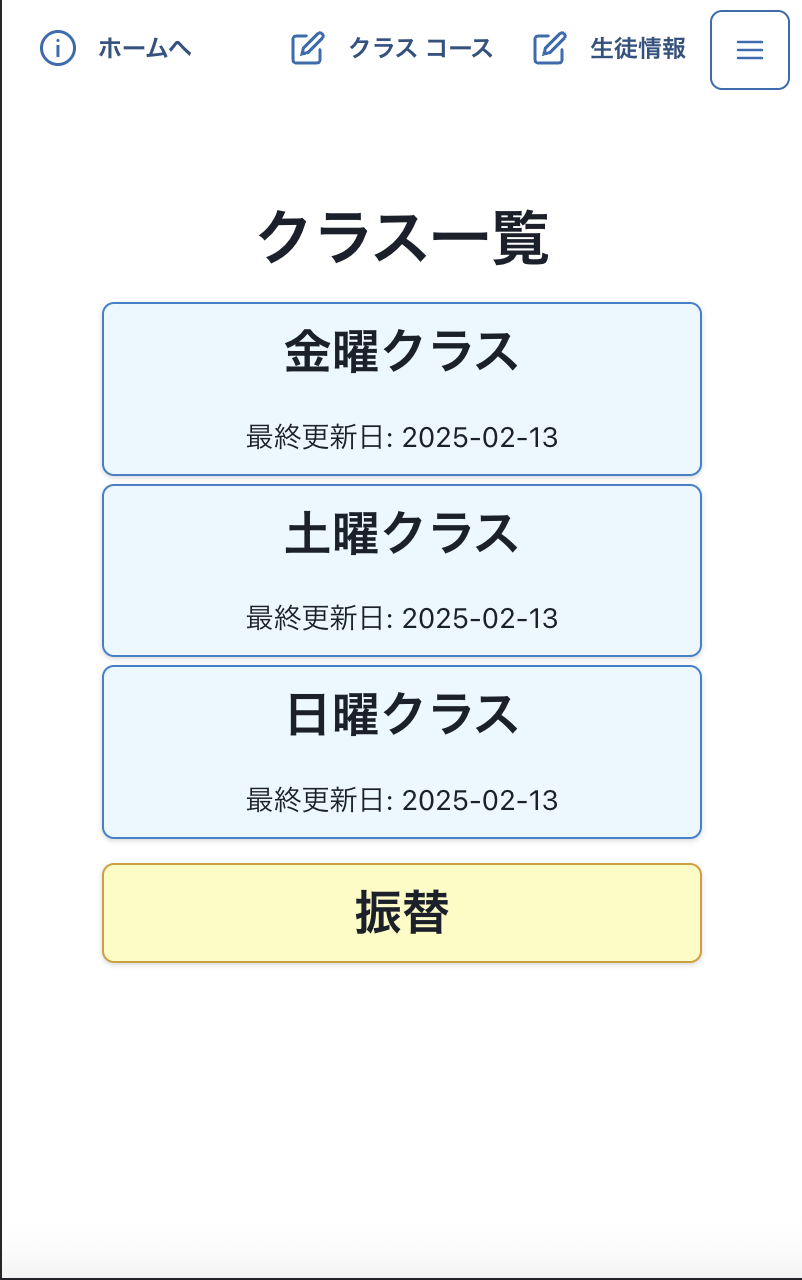 ホームへ クラス コース 生徒情報
クラス一覧
金曜クラス
最終更新日: 2025-02-13
土曜クラス
最終更新日: 2025-02-13
日曜クラス
最終更新日: 2025-02-13
振替